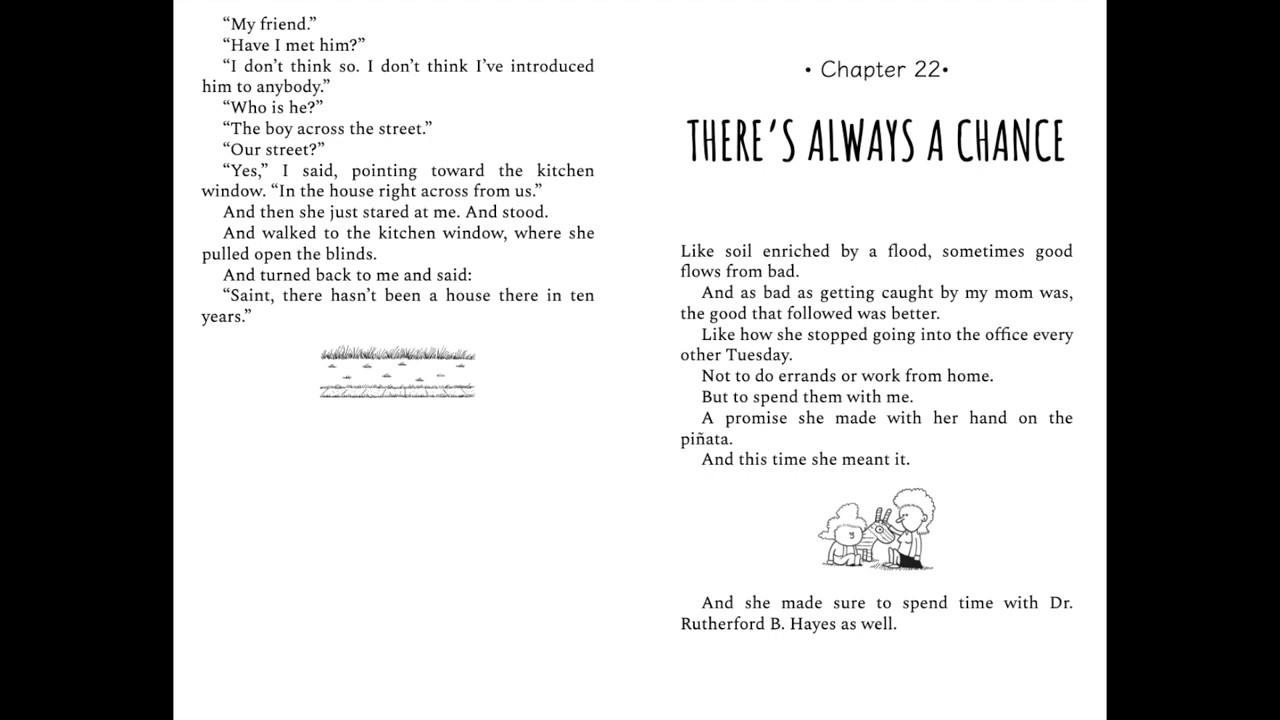 “My friend.”
“Have I met him?”
“I don’t think so. I don’t think I’ve introduced
him to anybody.”
“Who is he?”
“The boy across the street.”
“Our street?”
“Yes,” I said, pointing toward the kitchen
window. “In the house right across from us.”
And then she just stared at me. And stood.
And walked to the kitchen window, where she
pulled open the blinds.
And turned back to me and said:
“Saint, there hasn’t been a house there in ten
years.”
• Chapter 22•
THERE’S ALWAYS A CHANCE
Like soil enriched by a flood, sometimes good
flows from bad.
And as bad as getting caught by my mom was,
the good that followed was better.
Like how she stopped going into the office every
other Tuesday.
Not to do errands or work from home.
But to spend them with me.
A promise she made with her hand on the
piñata.
And this time she meant it.
And she made sure to spend time with Dr.
Rutherford B. Hayes as well.